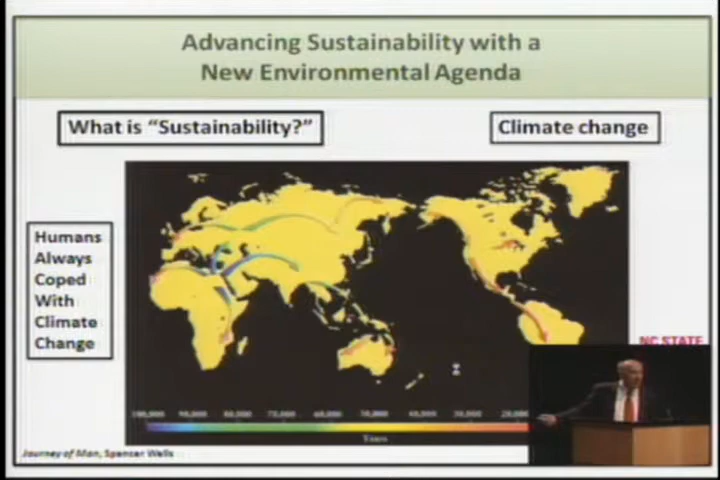 Advancing Sustainability with a
New Environmental Agenda
What is “Sustainability?”
Climate change
Humans
Always
Coped
With
Climate
Change
NC STATE
Years
Journey of Man, Spencer Wells